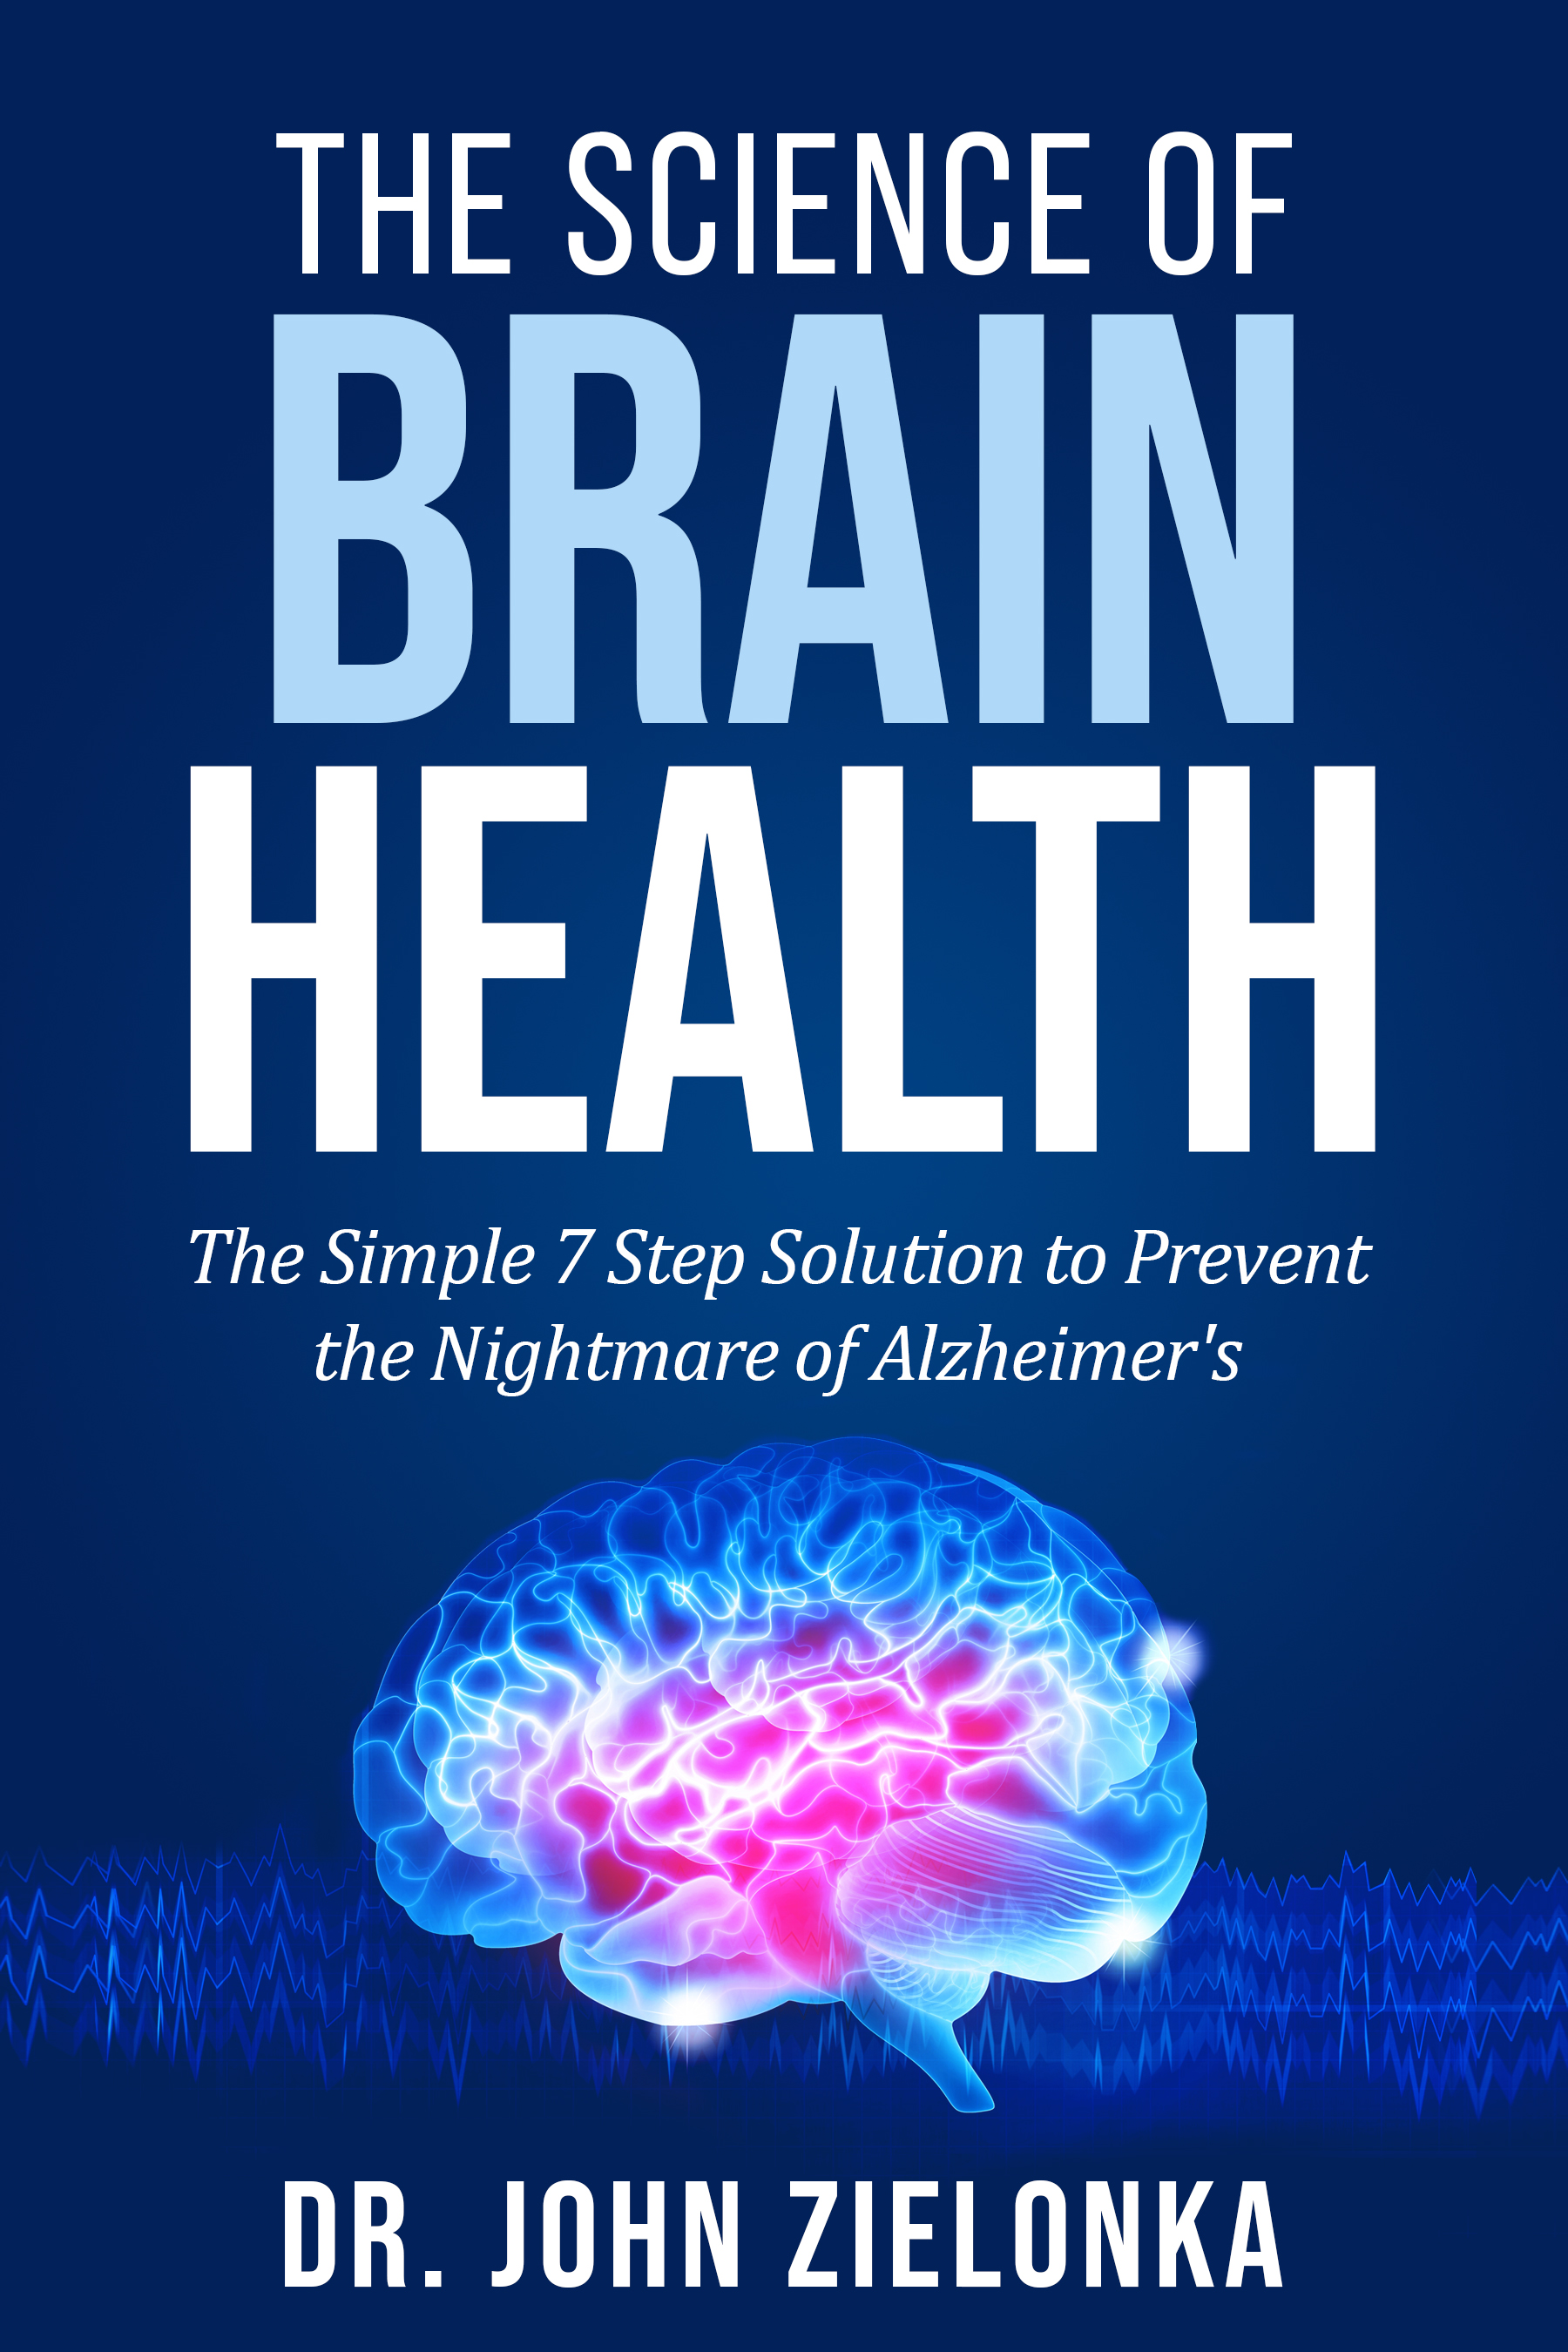 THE SCIENCE OF
BRAIN
HEALTH
The Simple 7 Step Solution to Prevent
the Nightmare of Alzheimer's
DR. JOHN ZIELONKA